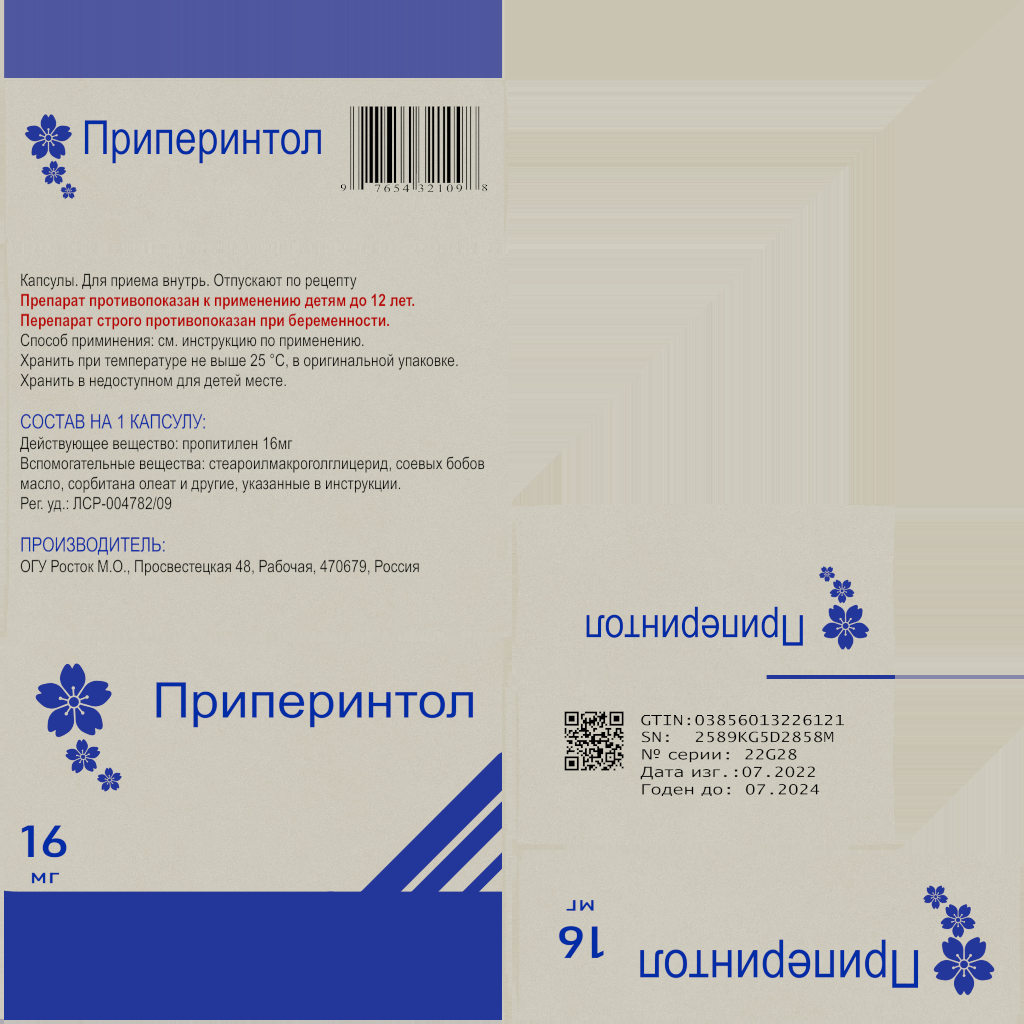 Приперинтол
9 7654 32109 8
Капсулы. Для приема внутрь. Отпускают по рецепту
Препарат противопоказан к применению детям до 12 лет.
Перепарат строго противопоказан при беременности.
Способ приминения: см. инструкцию по применению.
Хранить при температуре не выше 25 °С, в оригинальной упаковке.
Хранить в недоступном для детей месте.
СОСТАВ НА 1 КАПСУЛУ:
Действующее вещество: пропитилен 16мг
Вспомогательные вещества: стеароилмакроголглицерид, соевых бобов
масло, сорбитана олеат и другие, указанные в инструкции.
Рег. уд.: ЛСР-004782/09
ПРОИЗВОДИТЕЛЬ:
ОГУ Росток М.О., Просвестецкая 48, Рабочая, 470679, Россия
Приперинтол
16
мг
Приперинтол
GTIN:03856013226121
SN: 2589KG5D2858M
№ серии: 22G28
Дата изг.:07.2022
Годен до: 07.2024
Приперинтол
16
мг